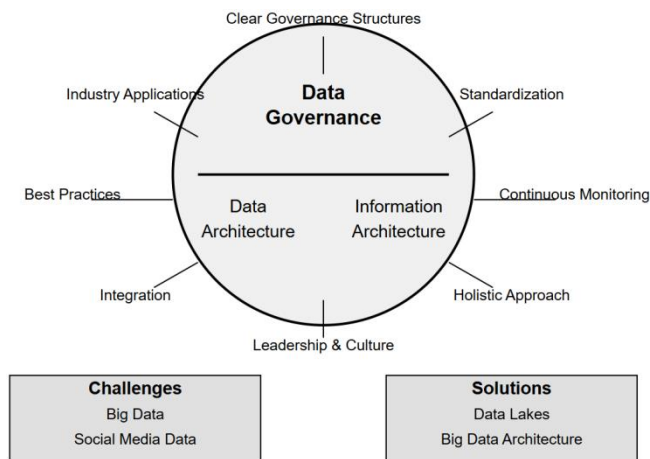 Clear Governance Structures
Industry Applications
Data
Governance
Standardization
Best Practices
Continuous Monitoring
Data
Architecture
Information
Architecture
Integration
Holistic Approach
Leadership & Culture
Challenges
Big Data
Social Media Data
Solutions
Data Lakes
Big Data Architecture